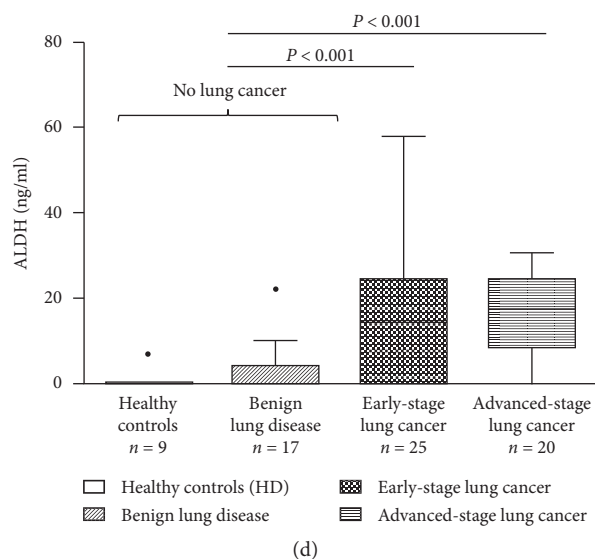 P < 0.001
P < 0.001
No lung cancer
80
60
40
20
0
ALDH (ng/ml)
Healthy controls n = 9
Benign lung disease n = 17
Early-stage lung cancer n = 25
Advanced-stage lung cancer n = 20
Healthy controls (HD)
Benign lung disease
Early-stage lung cancer
Advanced-stage lung cancer
(d)